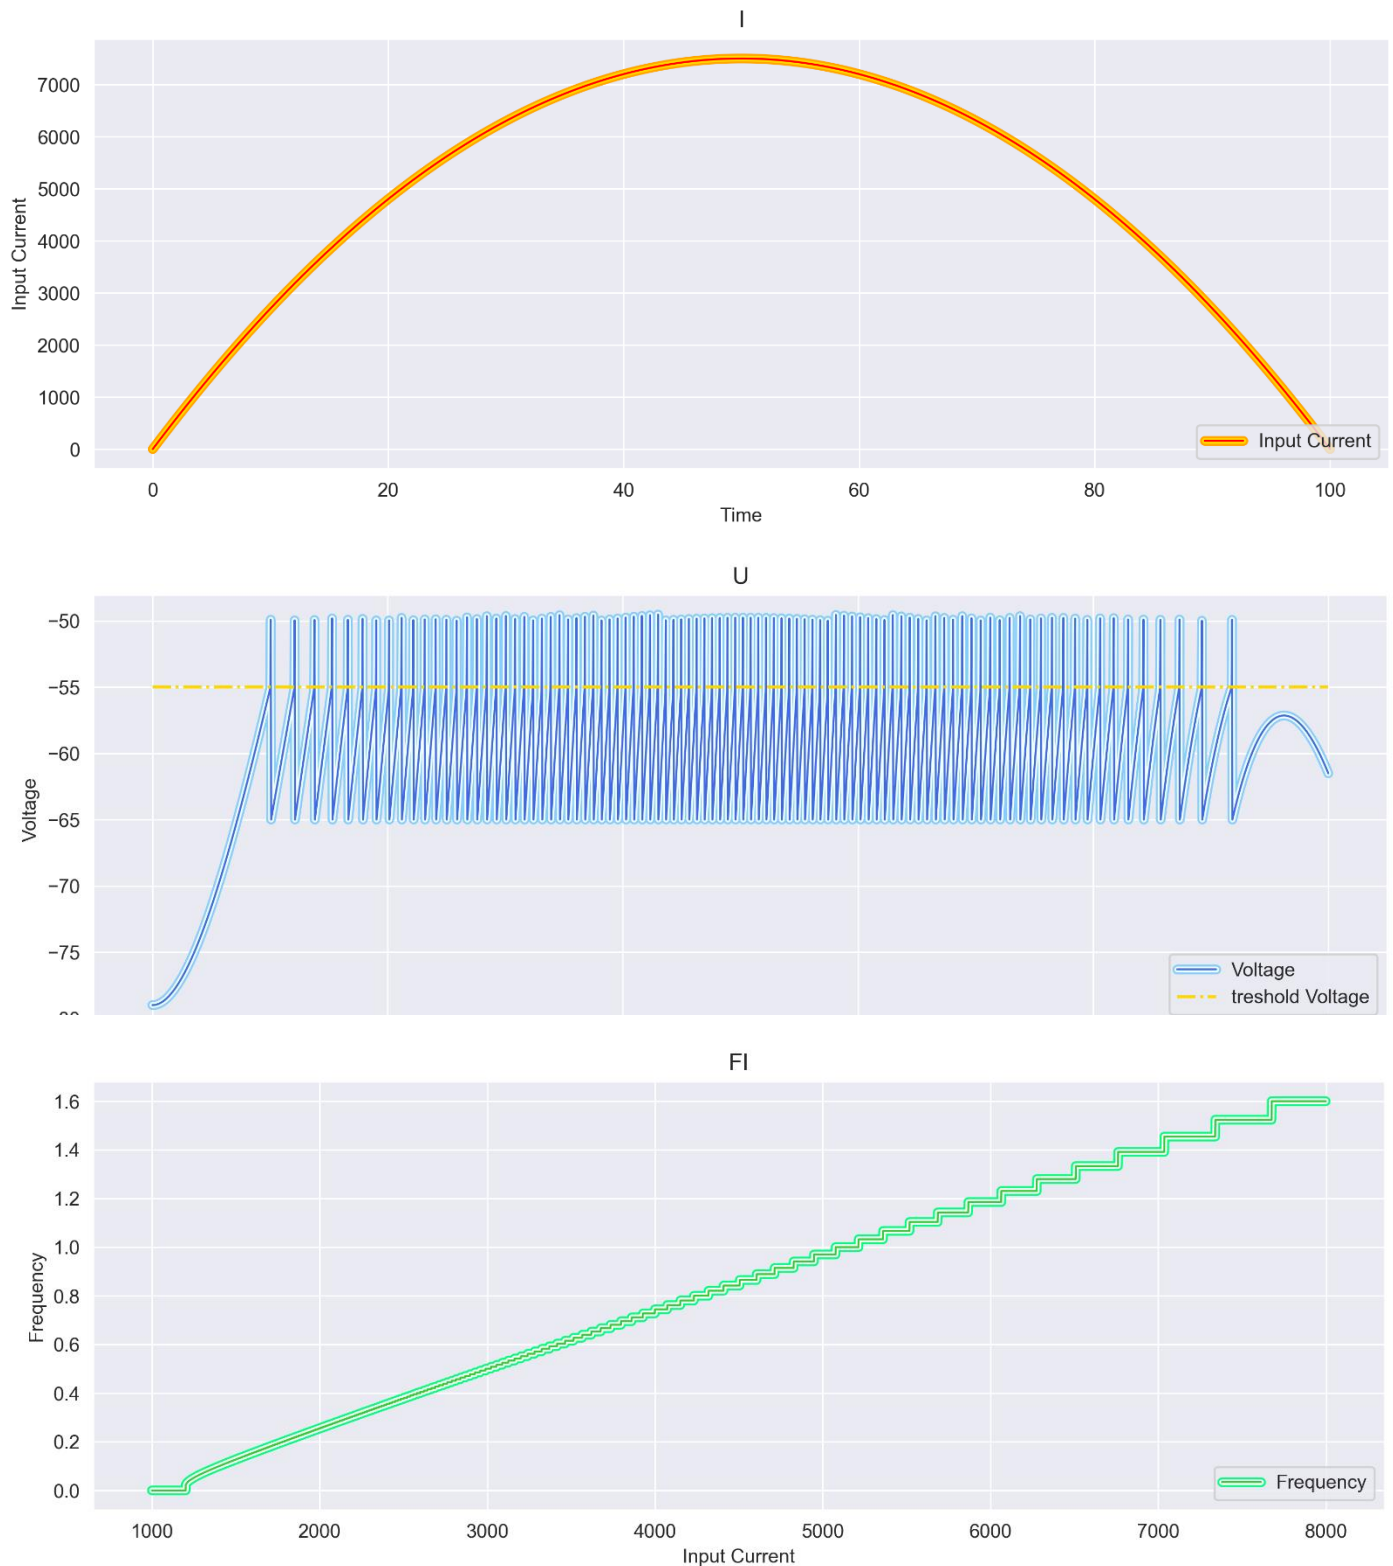 I
7000
6000
5000
4000
3000
2000
1000
0
Input Current
Input Current
0 20 40 60 80 100
Time
U
−50
−55
−60
−65
−70
−75
Voltage
Voltage
treshold Voltage
FI
1.6
1.4
1.2
1.0
0.8
0.6
0.4
0.2
0.0
Frequency
Frequency
1000 2000 3000 4000 5000 6000 7000 8000
Input Current